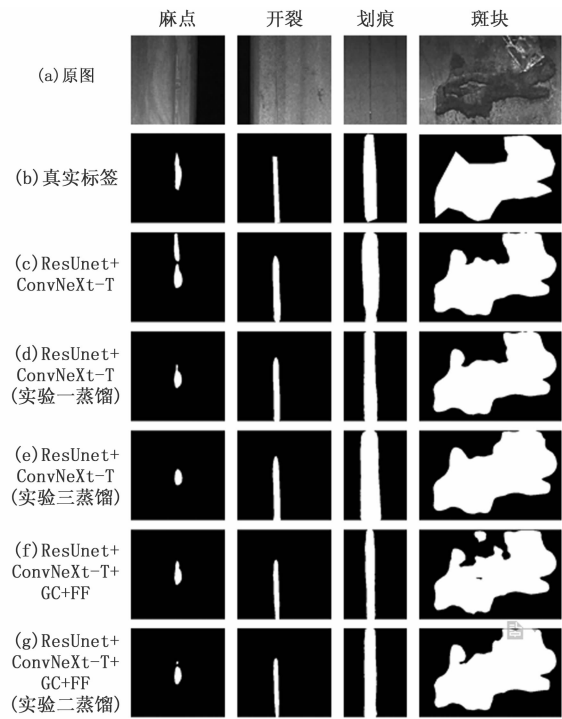 麻点 开裂 划痕 斑块
(a)原图
(b)真实标签
(c)ResUnet+
ConvNeXt-T
(d)ResUnet+
ConvNeXt-T
(实验一蒸馏)
(e)ResUnet+
ConvNeXt-T
(实验三蒸馏)
(f)ResUnet+
ConvNeXt-T+
GC+FF
(g)ResUnet+
ConvNeXt-T+
GC+FF
(实验二蒸馏)